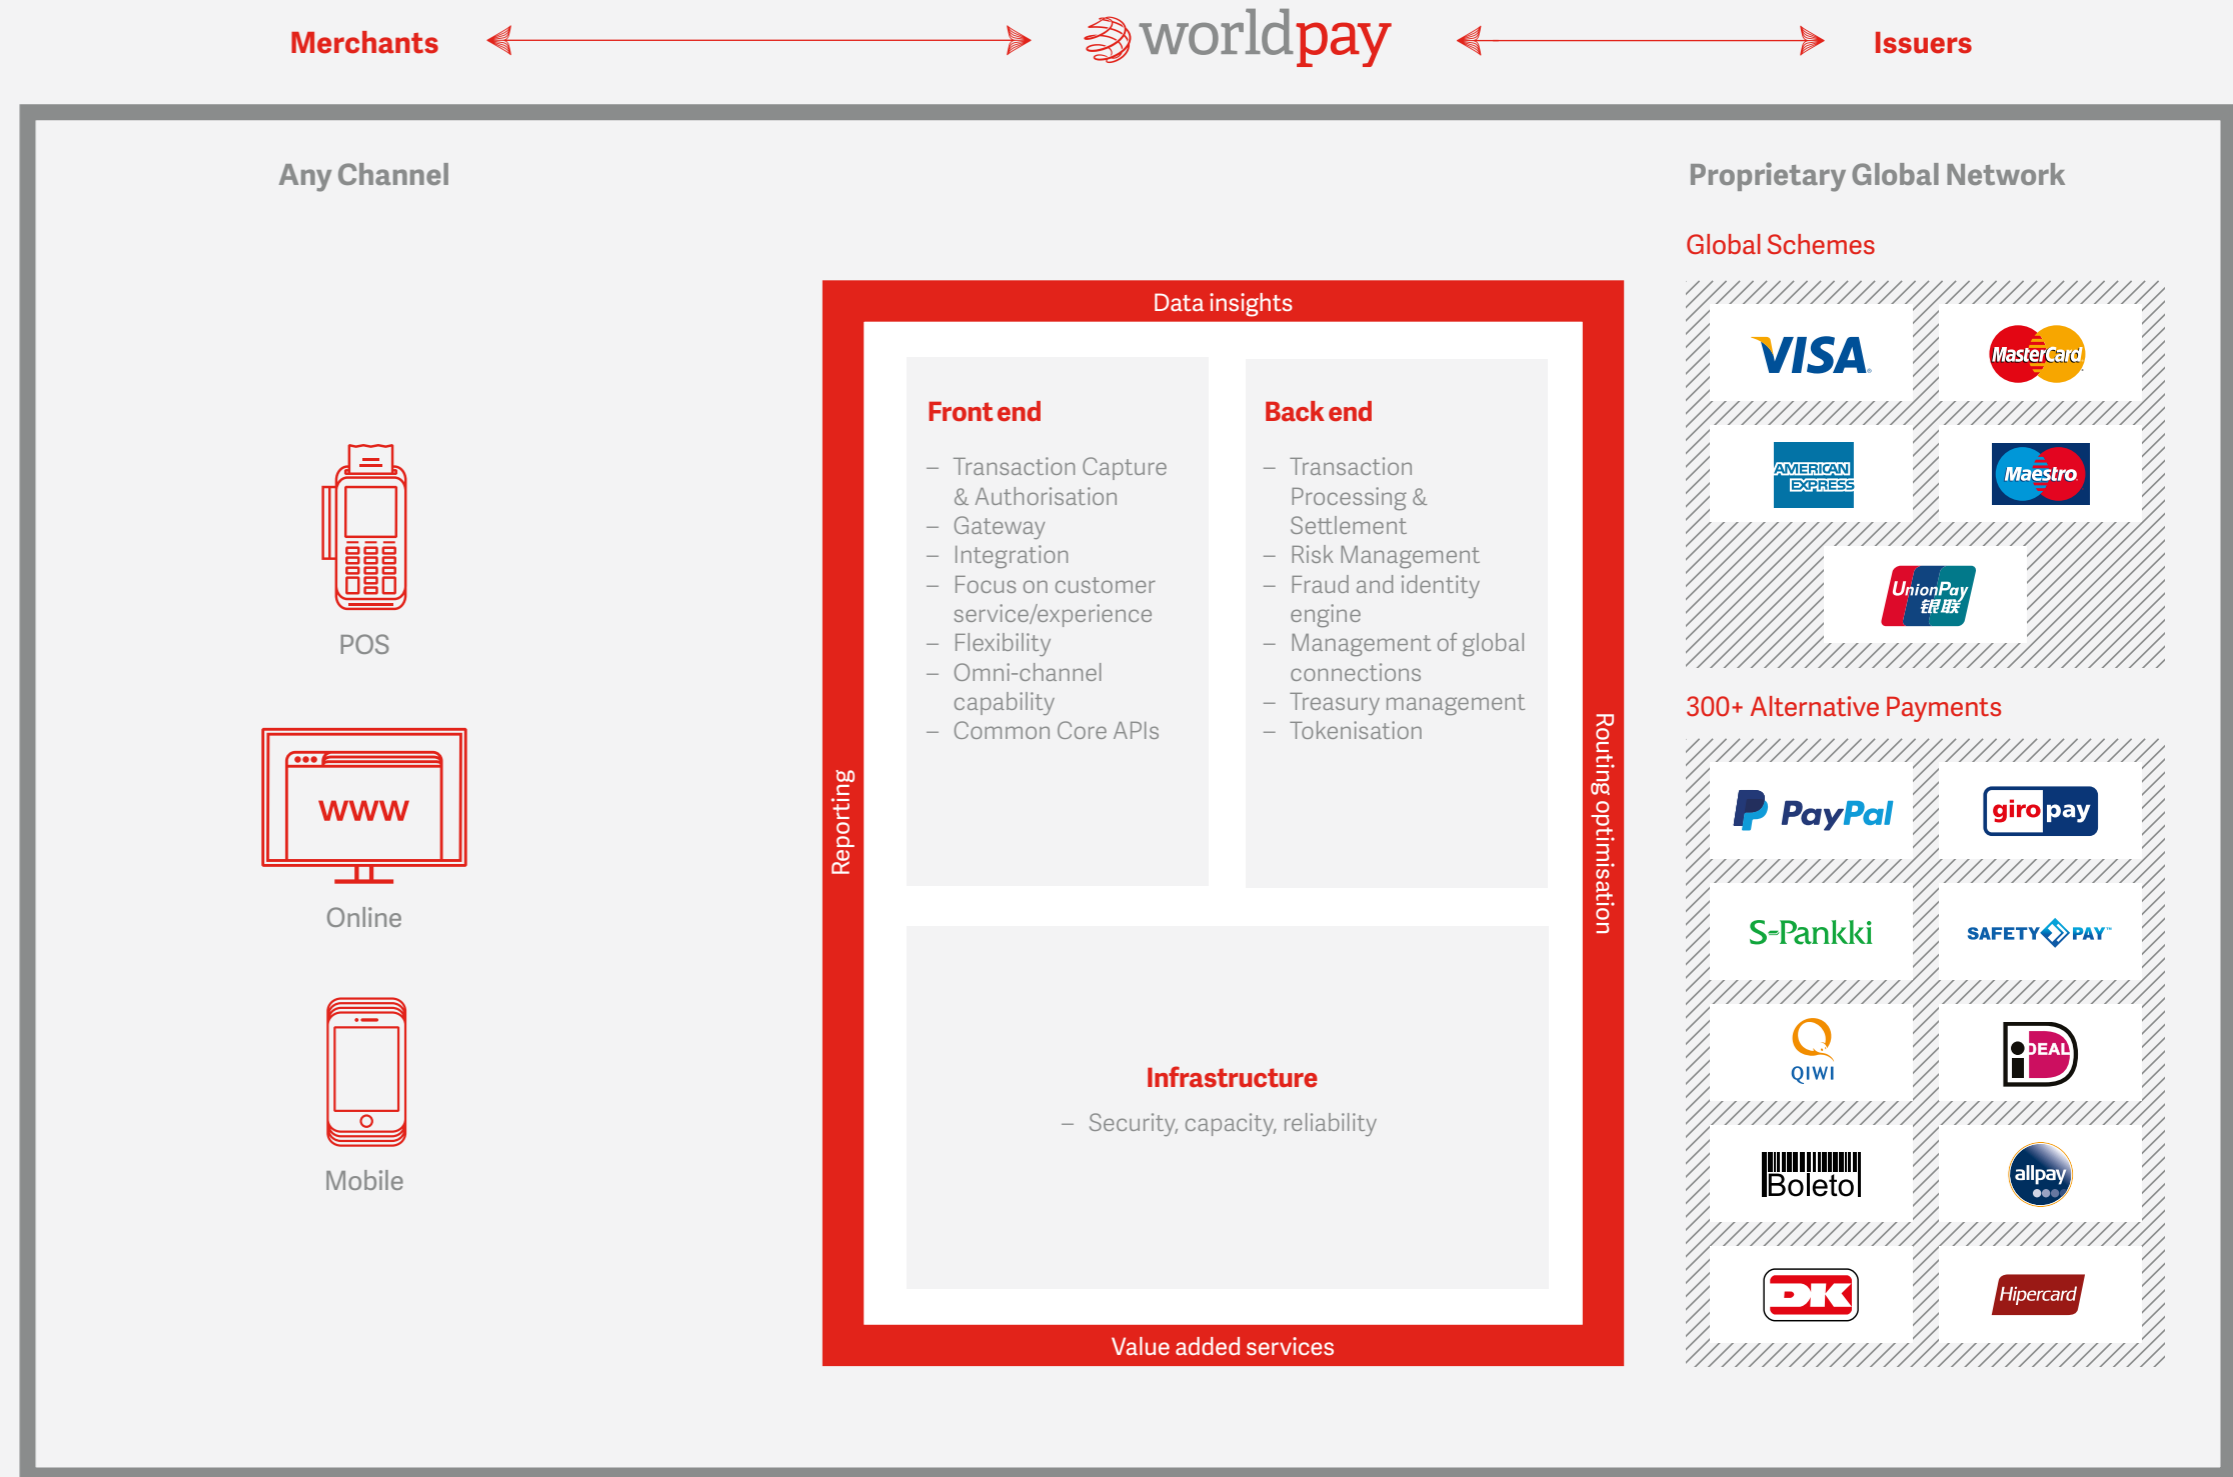 Merchants
worldpay
Issuers
Any Channel
POS
www
Online
Mobile
Data insights
Reporting
Front end
– Transaction Capture
& Authorisation
– Gateway
– Integration
– Focus on customer
service/experience
– Flexibility
– Omni-channel
capability
– Common Core APIs
Back end
– Transaction
Processing &
Settlement
– Risk Management
– Fraud and identity
engine
– Management of global
connections
– Treasury management
– Tokenisation
Infrastructure
– Security, capacity, reliability
Routing optimisation
Value added services
Proprietary Global Network
Global Schemes
VISA
MasterCard
AMERICAN
EXPRESS
Maestro
UnionPay
银联
300+ Alternative Payments
PayPal
giro pay
S-Pankki
SAFETY PAY™
QIWI
iDEAL
Boleto
allpay
DK
Hipercard